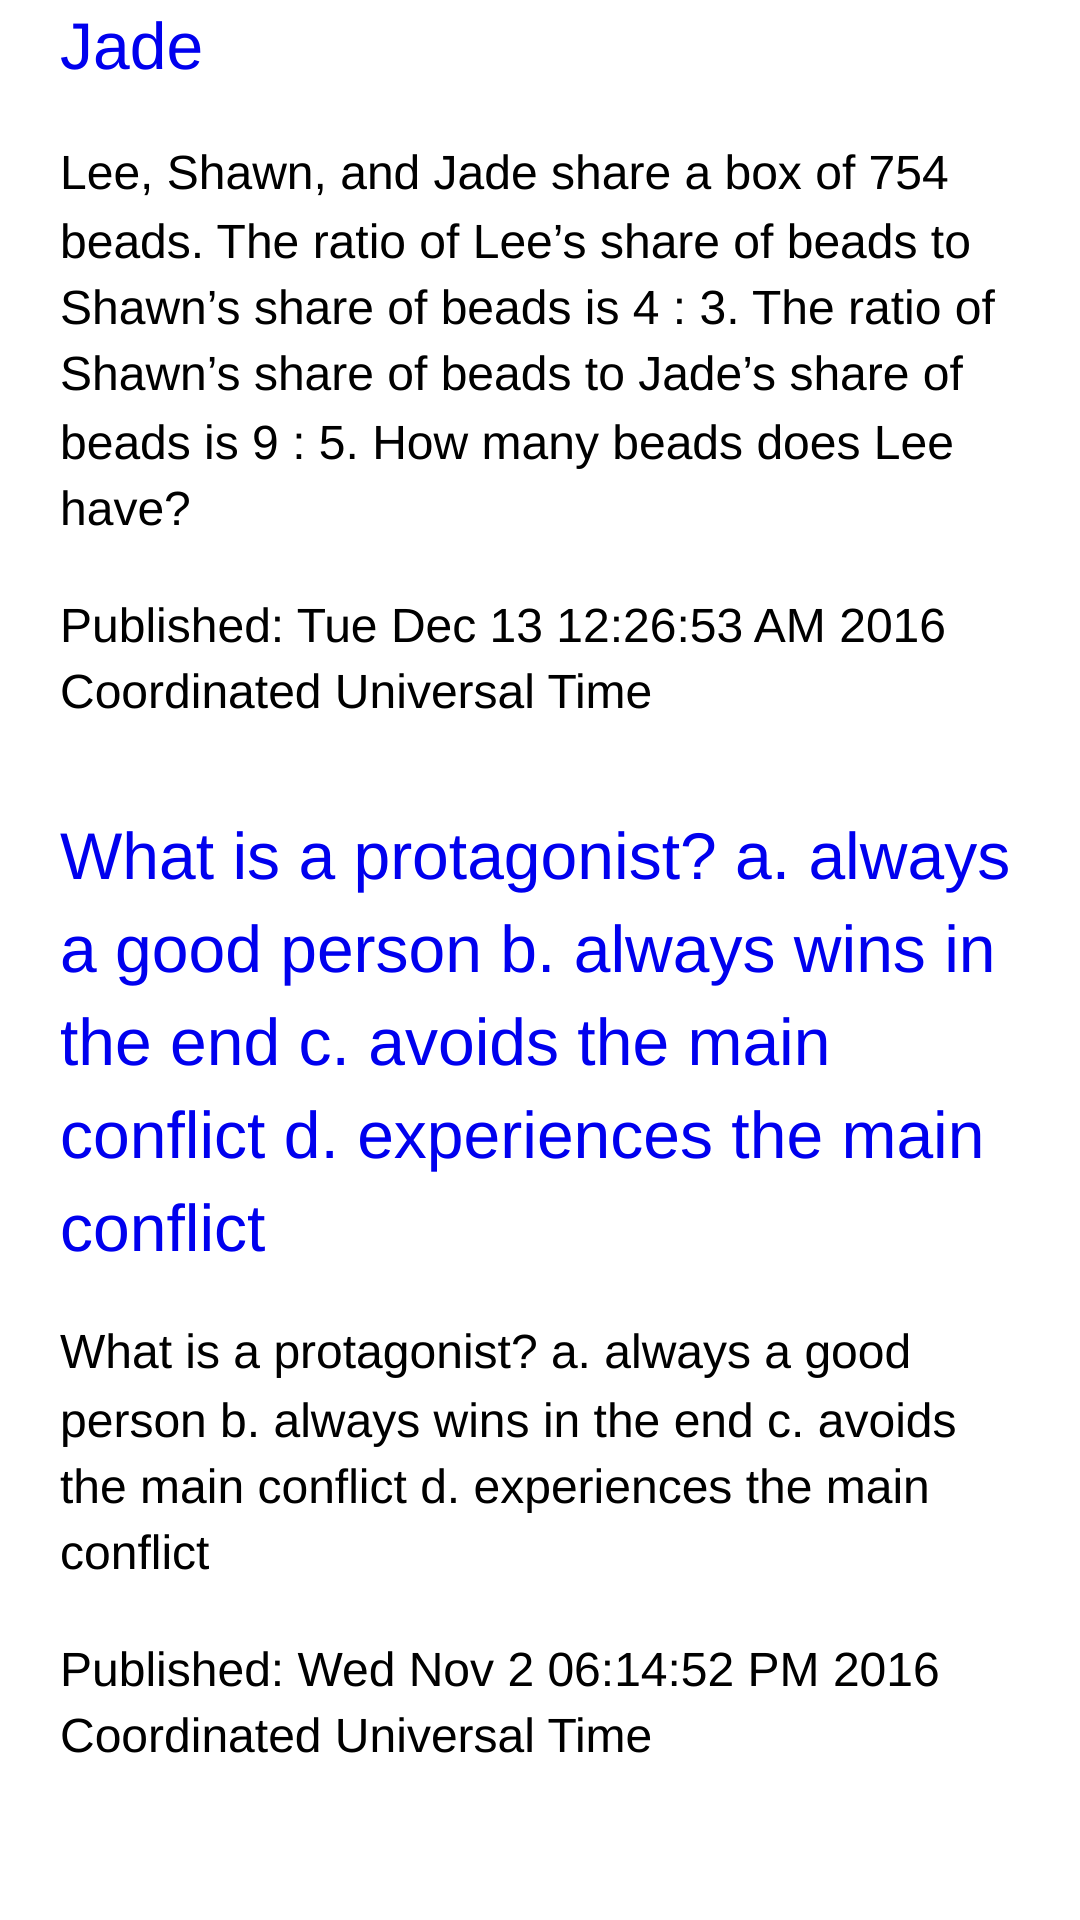 Jade
Lee, Shawn, and Jade share a box of 754
beads. The ratio of Lee’s share of beads to
Shawn’s share of beads is 4 : 3. The ratio of
Shawn’s share of beads to Jade’s share of
beads is 9 : 5. How many beads does Lee
have?
Published: Tue Dec 13 12:26:53 AM 2016
Coordinated Universal Time
What is a protagonist? a. always
a good person b. always wins in
the end c. avoids the main
conflict d. experiences the main
conflict
What is a protagonist? a. always a good
person b. always wins in the end c. avoids
the main conflict d. experiences the main
conflict
Published: Wed Nov 2 06:14:52 PM 2016
Coordinated Universal Time